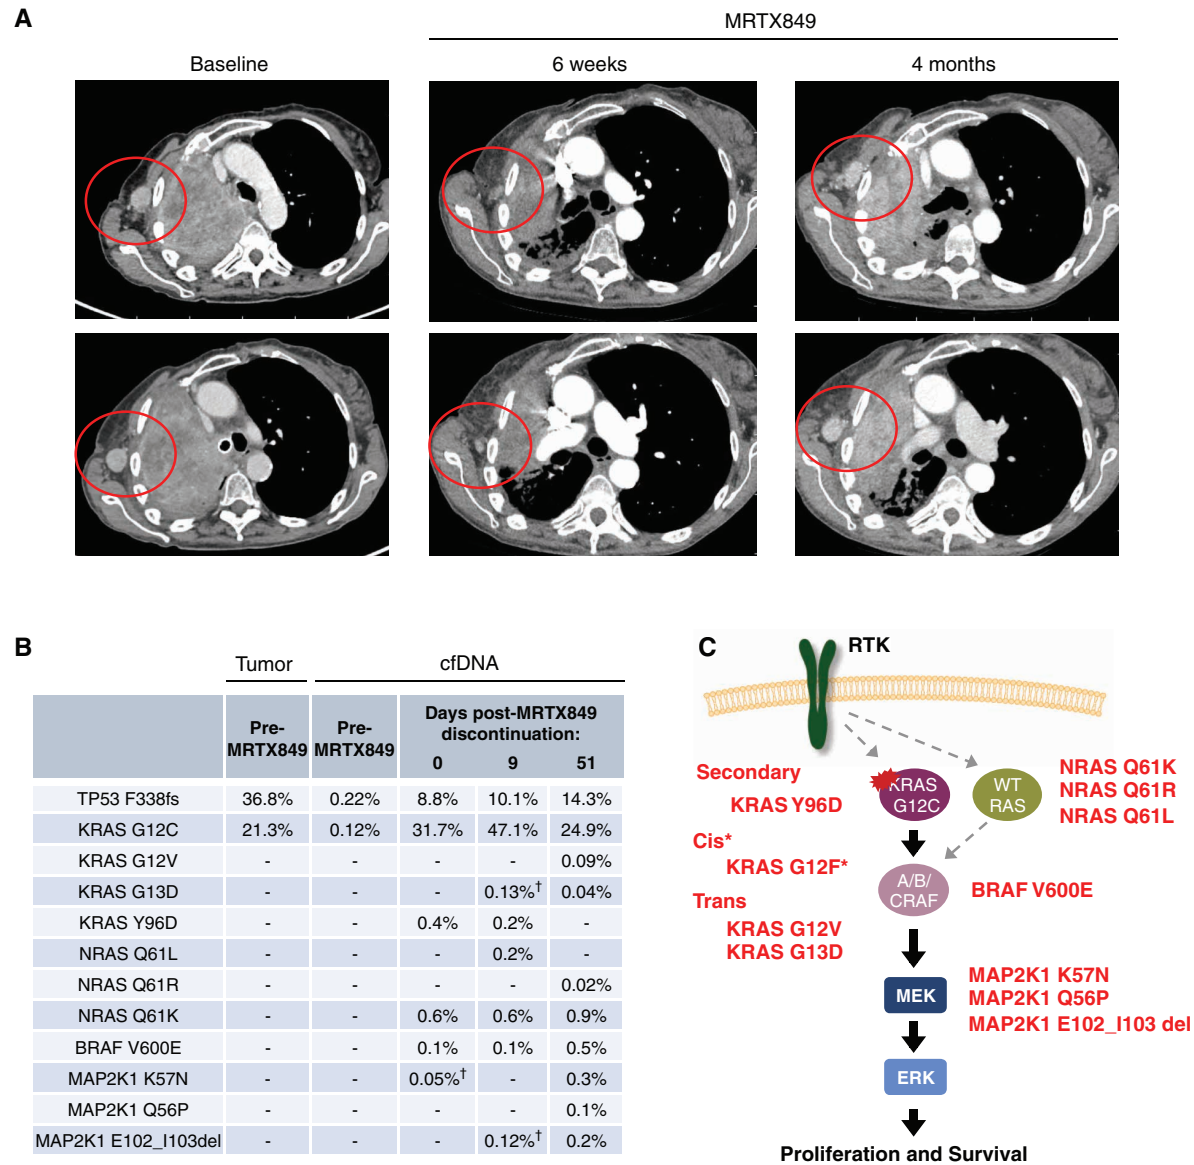 A
MRTX849
Baseline
6 weeks
4 months
B
Tumor
cfDNA
Pre-MRTX849
Pre-MRTX849
Days post-MRTX849 discontinuation:
0
9
51
TP53 F338fs 36.8% 0.22% 8.8% 10.1% 14.3%
KRAS G12C 21.3% 0.12% 31.7% 47.1% 24.9%
KRAS G12V - - - - 0.09%
KRAS G13D - - - 0.13%† 0.04%
KRAS Y96D - - 0.4% 0.2% -
NRAS Q61L - - - 0.2% -
NRAS Q61R - - - - 0.02%
NRAS Q61K - - 0.6% 0.6% 0.9%
BRAF V600E - - 0.1% 0.1% 0.5%
MAP2K1 K57N - - 0.05%† - 0.3%
MAP2K1 Q56P - - - - 0.1%
MAP2K1 E102_I103del - - - 0.12%† 0.2%
C
RTK
Secondary
KRAS Y96D
KRAS
G12C
WT
RAS
NRAS Q61K
NRAS Q61R
NRAS Q61L
Cis*
KRAS G12F*
Trans
KRAS G12V
KRAS G13D
A/B/
CRAF
BRAF V600E
MEK
MAP2K1 K57N
MAP2K1 Q56P
MAP2K1 E102_I103 del
ERK
Proliferation and Survival